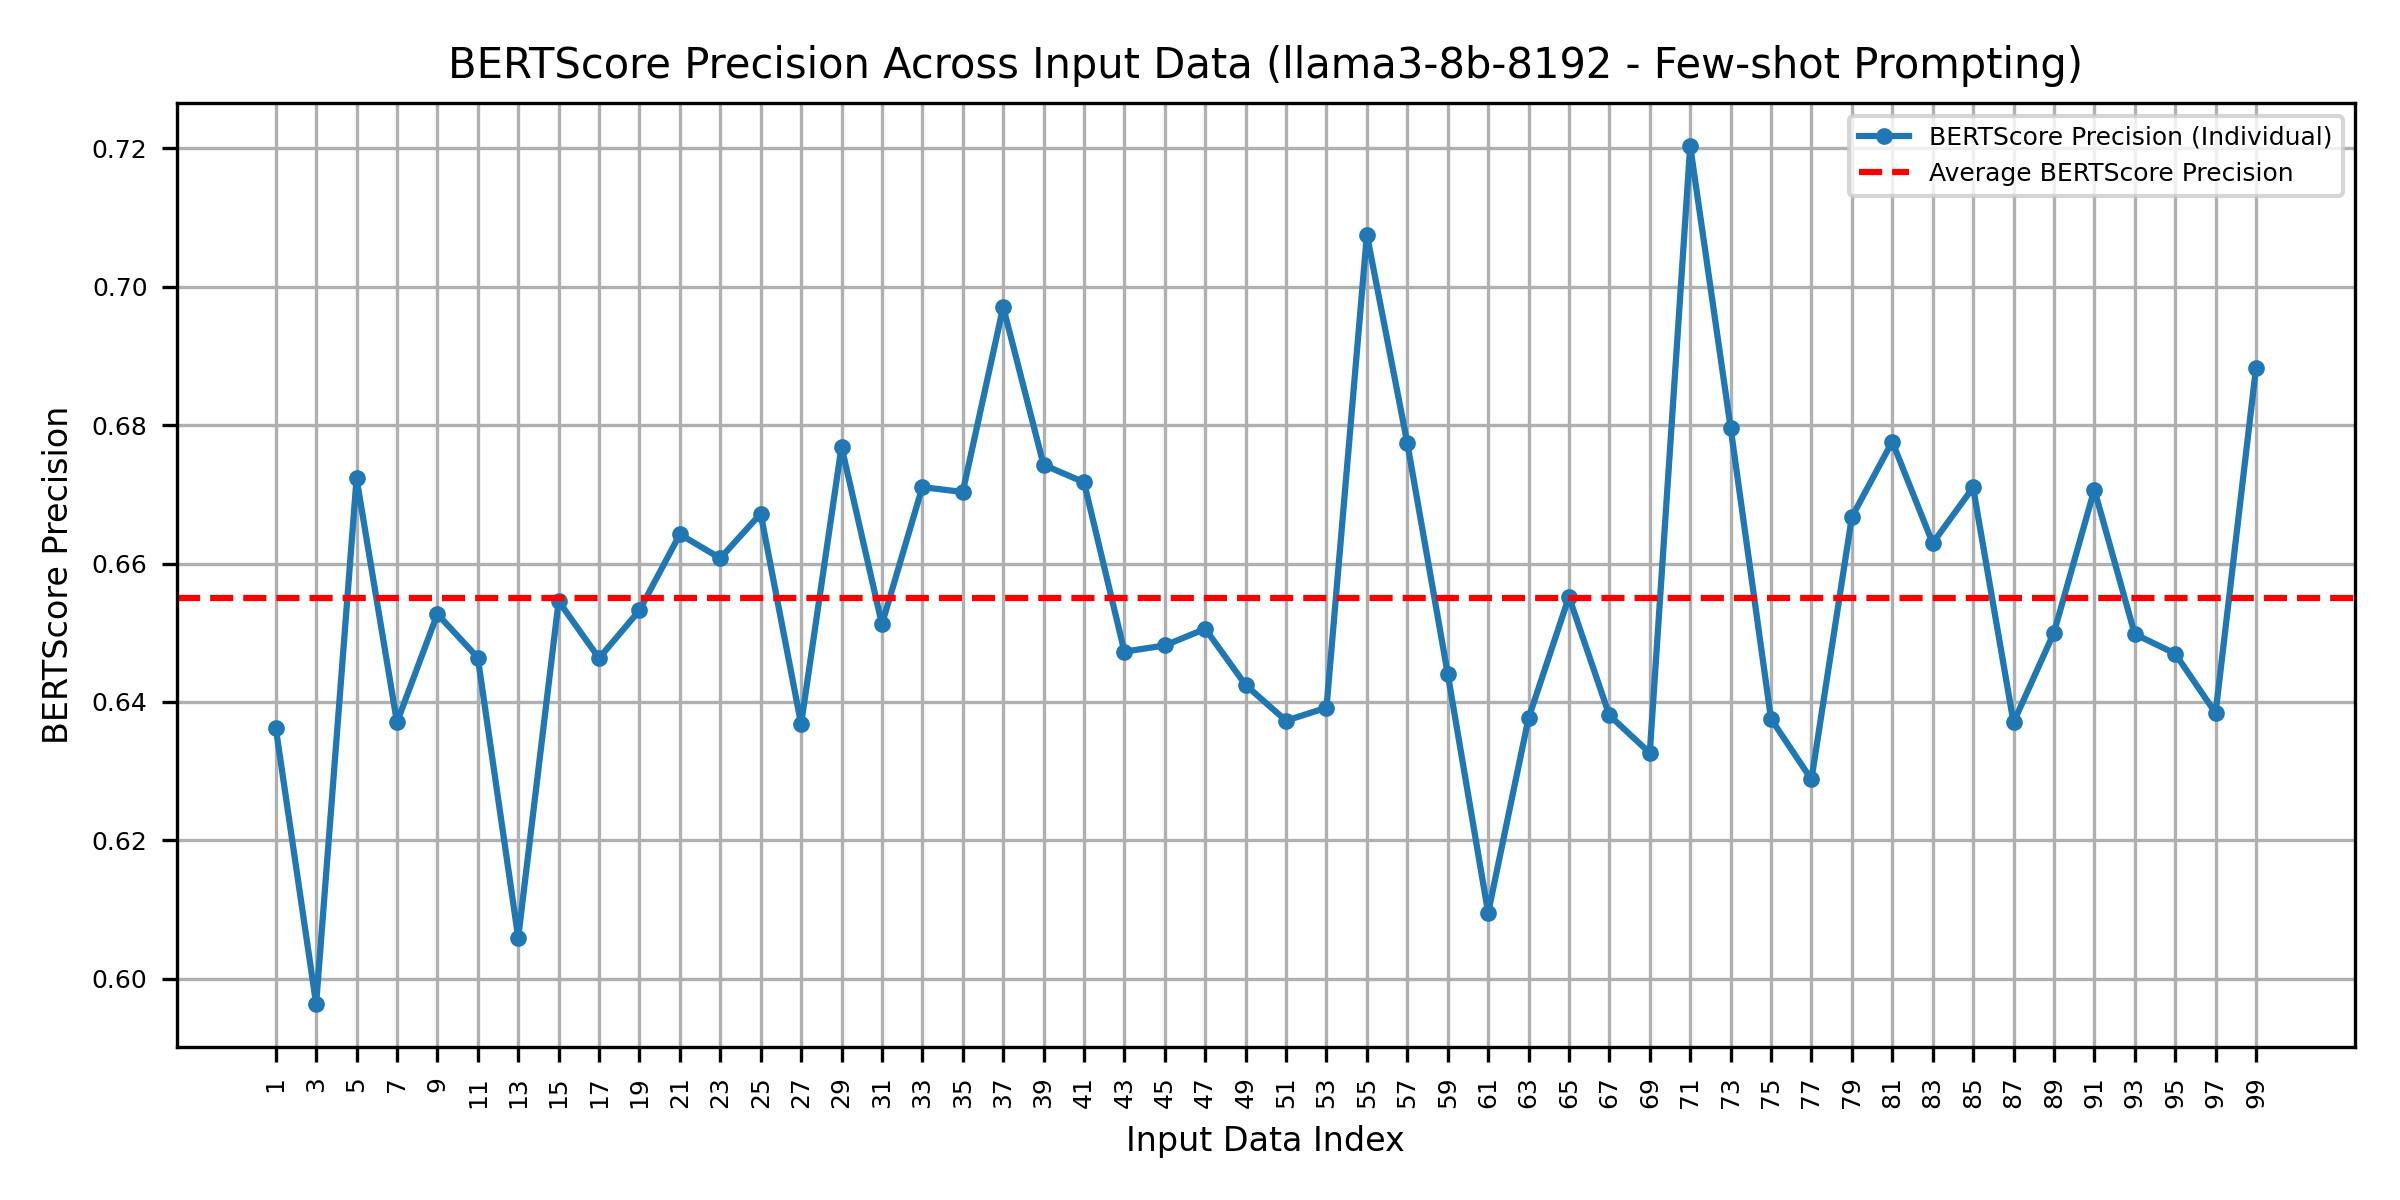 BERTScore Precision Across Input Data (llama3-8b-8192 - Few-shot Prompting)
BERTScore Precision (Individual)
Average BERTScore Precision
BERTScore Precision
0.72
0.70
0.68
0.66
0.64
0.62
0.60
1 3 5 7 9 11 13 15 17 19 21 23 25 27 29 31 33 35 37 39 41 43 45 47 49 51 53 55 57 59 61 63 65 67 69 71 73 75 77 79 81 83 85 87 89 91 93 95 97 99
Input Data Index